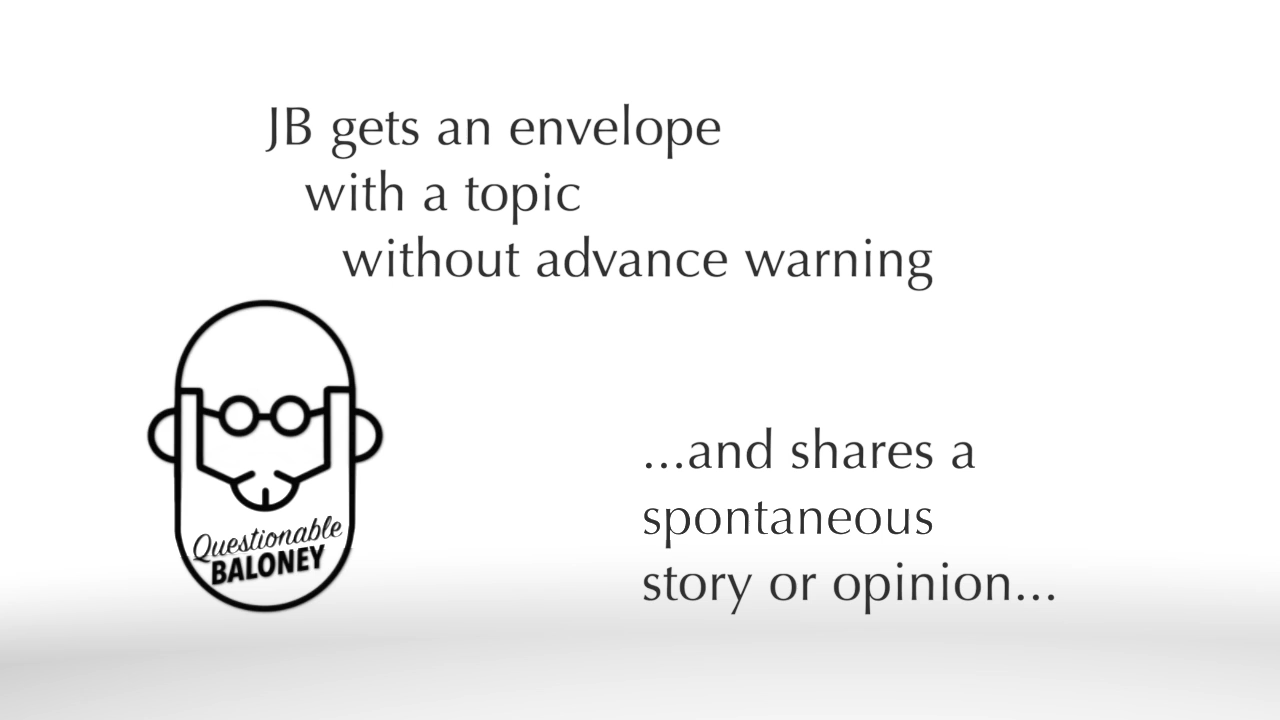 JB gets an envelope
with a topic
without advance warning
Questionable
BALONEY
...and shares a
spontaneous
story or opinion...